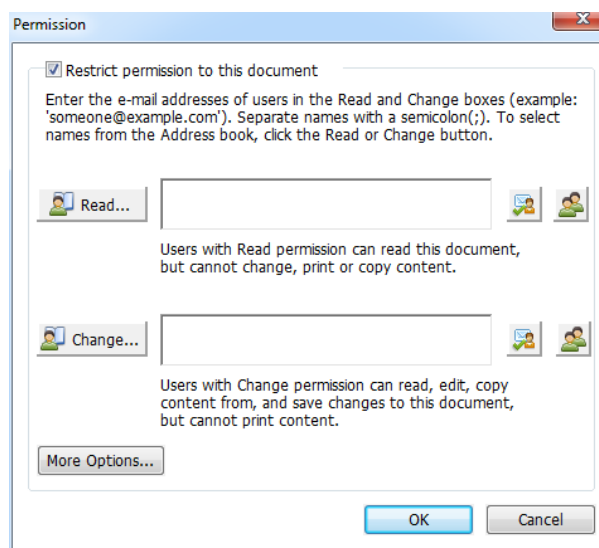 Permission
Restrict permission to this document
Enter the e-mail addresses of users in the Read and Change boxes (example:
'someone@example.com'). Separate names with a semicolon(;). To select
names from the Address book, click the Read or Change button.
Read...
Users with Read permission can read this document,
but cannot change, print or copy content.
Change...
Users with Change permission can read, edit, copy
content from, and save changes to this document,
but cannot print content.
More Options...
OK Cancel